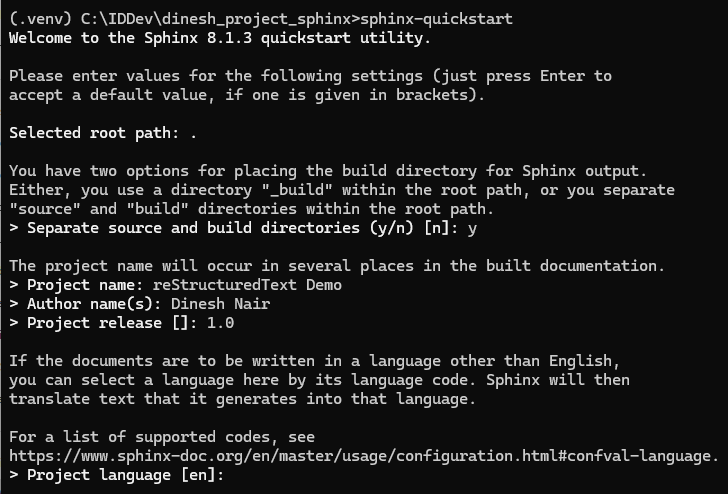 (.venv) C:\IDDev\dinesh_project_sphinx>sphinx-quickstart
Welcome to the Sphinx 8.1.3 quickstart utility.
Please enter values for the following settings (just press Enter to
accept a default value, if one is given in brackets).
Selected root path: .
You have two options for placing the build directory for Sphinx output.
Either, you use a directory "_build" within the root path, or you separate
"source" and "build" directories within the root path.
> Separate source and build directories (y/n) [n]: y
The project name will occur in several places in the built documentation.
> Project name: reStructuredText Demo
> Author name(s): Dinesh Nair
> Project release []: 1.0
If the documents are to be written in a language other than English,
you can select a language here by its language code. Sphinx will then
translate text that it generates into that language.
For a list of supported codes, see
https://www.sphinx-doc.org/en/master/usage/configuration.html#confval-language.
> Project language [en]: